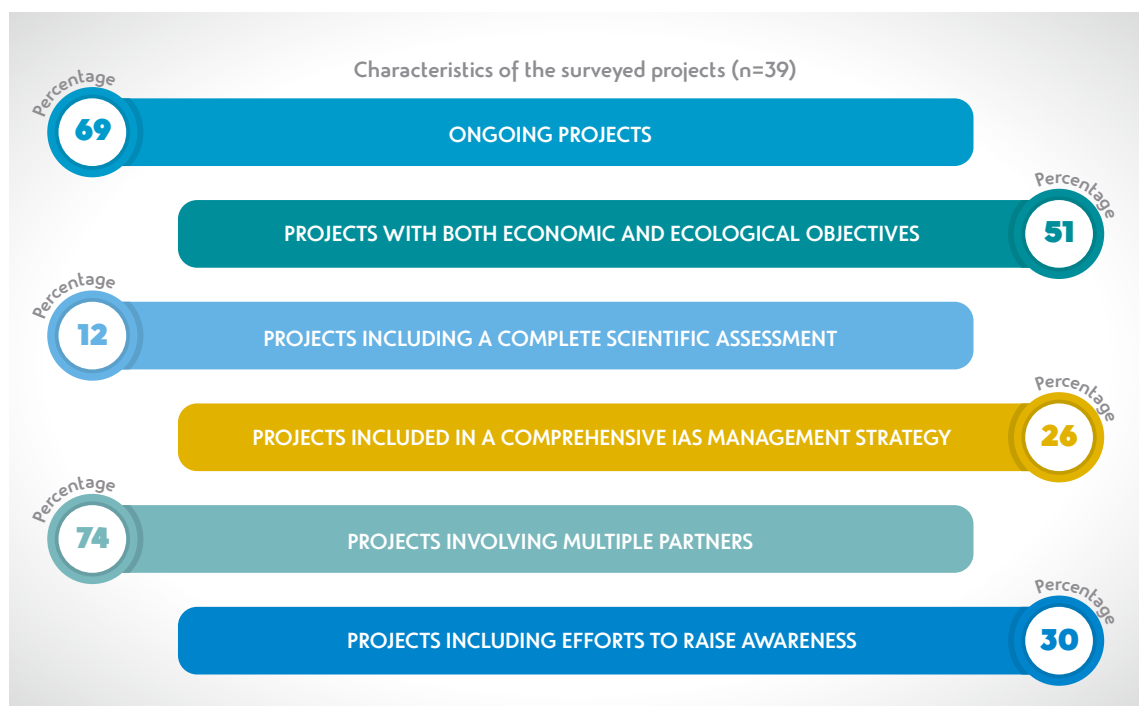 Characteristics of the surveyed projects (n=39)
Percentage
69
ONGOING PROJECTS
Percentage
PROJECTS WITH BOTH ECONOMIC AND ECOLOGICAL OBJECTIVES
51
Percentage
12
PROJECTS INCLUDING A COMPLETE SCIENTIFIC ASSESSMENT
Percentage
PROJECTS INCLUDED IN A COMPREHENSIVE IAS MANAGEMENT STRATEGY
26
Percentage
74
PROJECTS INVOLVING MULTIPLE PARTNERS
Percentage
PROJECTS INCLUDING EFFORTS TO RAISE AWARENESS
30